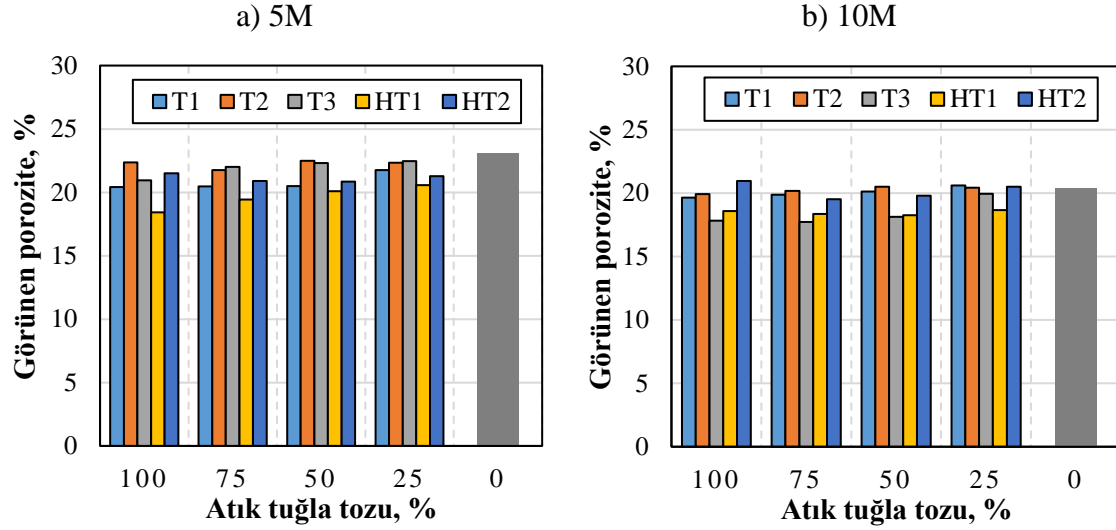 a) 5M
30
25
20
15
10
5
0
Görünen porozite, %
T1 T2 T3 HT1 HT2
100 75 50 25 0
Atık tuğla tozu, %
b) 10M
30
25
20
15
10
5
0
Görünen porozite, %
T1 T2 T3 HT1 HT2
100 75 50 25 0
Atık tuğla tozu, %